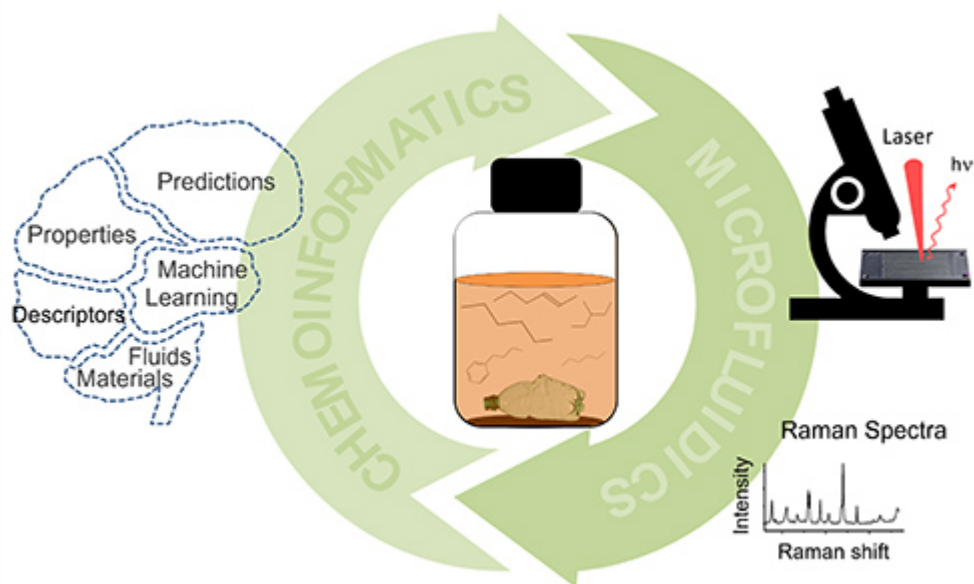 Predictions
Properties
Machine
Learning
Descriptors
Fluids
Materials
CHEMOINFORMATICS
MICROFLUIDICS
Laser
hν
Raman Spectra
Intensity
Raman shift